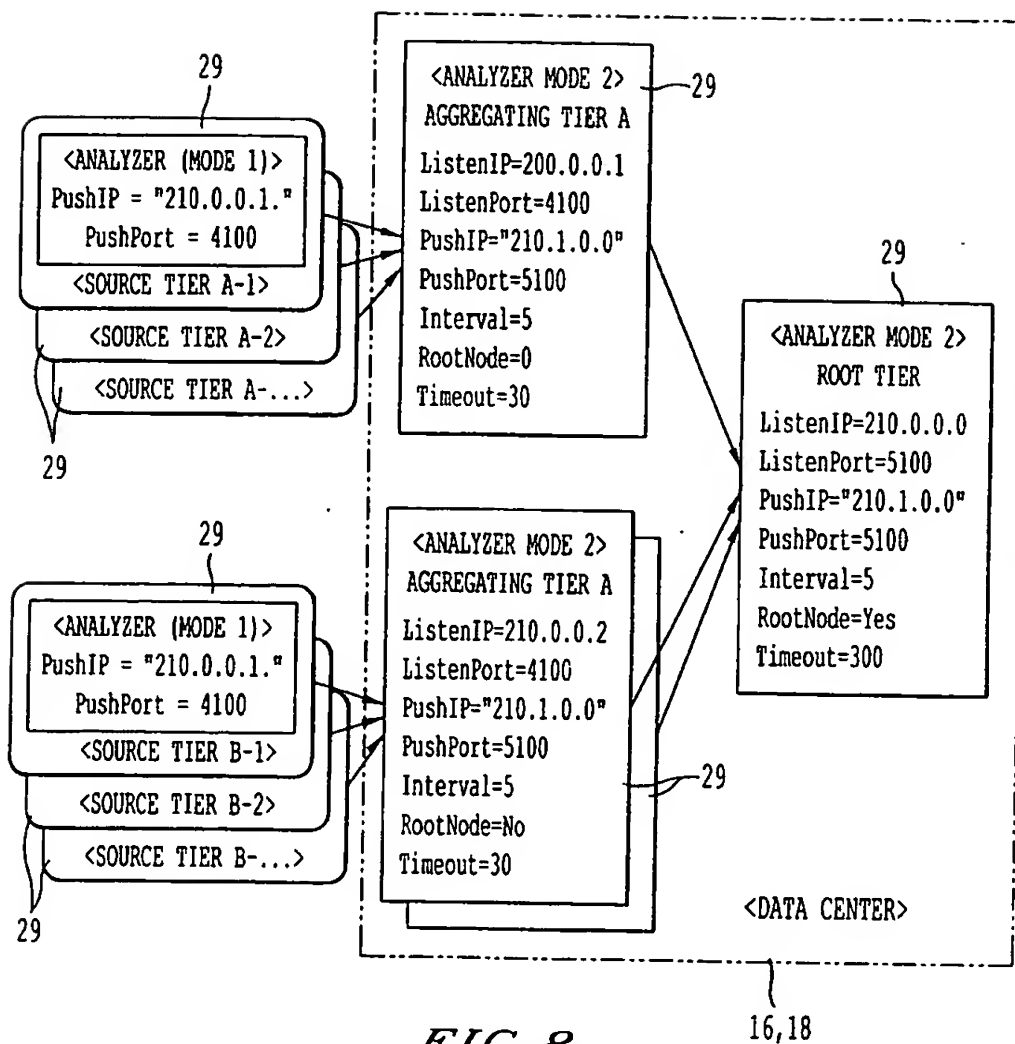 29
<ANALYZER (MODE 1)>
PushIP = "210.0.0.1."
PushPort = 4100
<SOURCE TIER A-1>
<SOURCE TIER A-2>
<SOURCE TIER A-...>
29
<ANALYZER MODE 2>
AGGREGATING TIER A
ListenIP=200.0.0.1
ListenPort=4100
PushIP="210.1.0.0"
PushPort=5100
Interval=5
RootNode=0
Timeout=30
29
29
<ANALYZER MODE 2>
ROOT TIER
ListenIP=210.0.0.0
ListenPort=5100
PushIP="210.1.0.0"
PushPort=5100
Interval=5
RootNode=Yes
Timeout=300
29
<ANALYZER (MODE 1)>
PushIP = "210.0.0.1."
PushPort = 4100
<SOURCE TIER B-1>
<SOURCE TIER B-2>
<SOURCE TIER B-...>
29
<ANALYZER MODE 2>
AGGREGATING TIER A
ListenIP=210.0.0.2
ListenPort=4100
PushIP="210.1.0.0"
PushPort=5100
Interval=5
RootNode=No
Timeout=30
29
<DATA CENTER>
16,18
FIG. 8